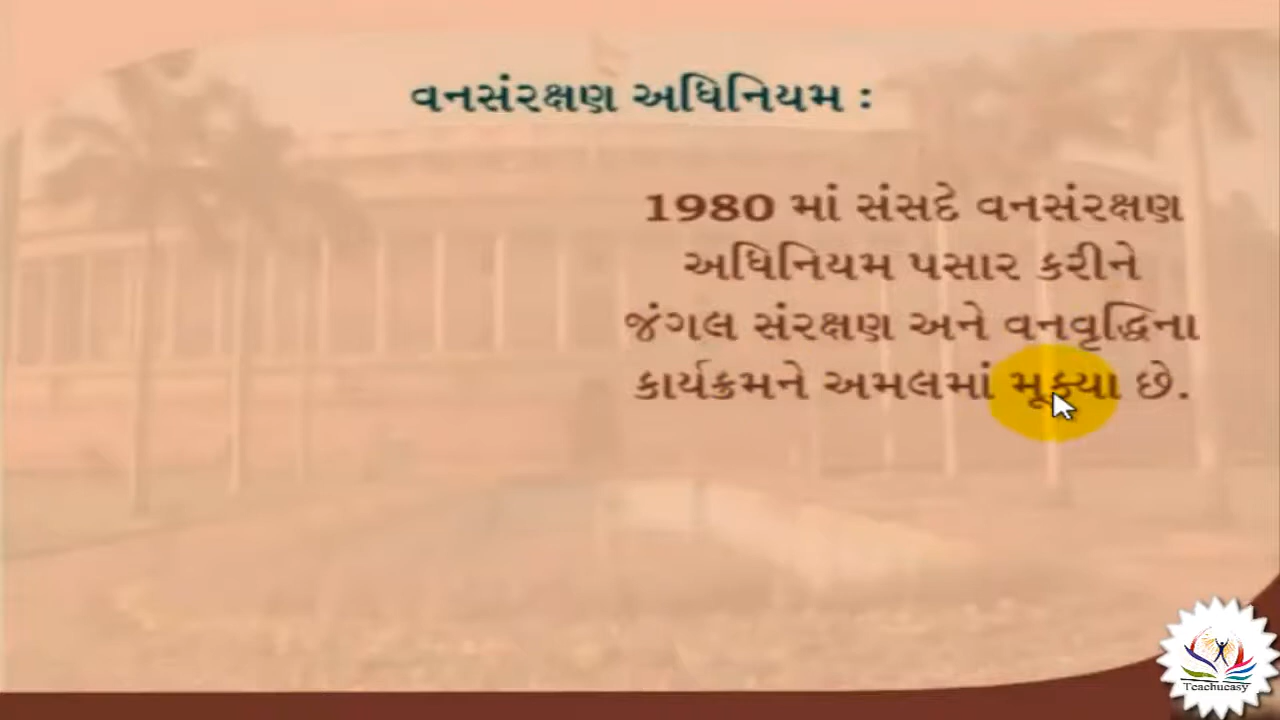 વનસંરક્ષણ અધિનિયમ :
1980 માં સંસદે વનસંરક્ષણ
અધિનિયમ પસાર કરીને
જંગલ સંરક્ષણ અને વનવૃદ્ધિના
કાર્યક્રમને અમલમાં મૂક્યા છે.
Teachueasy